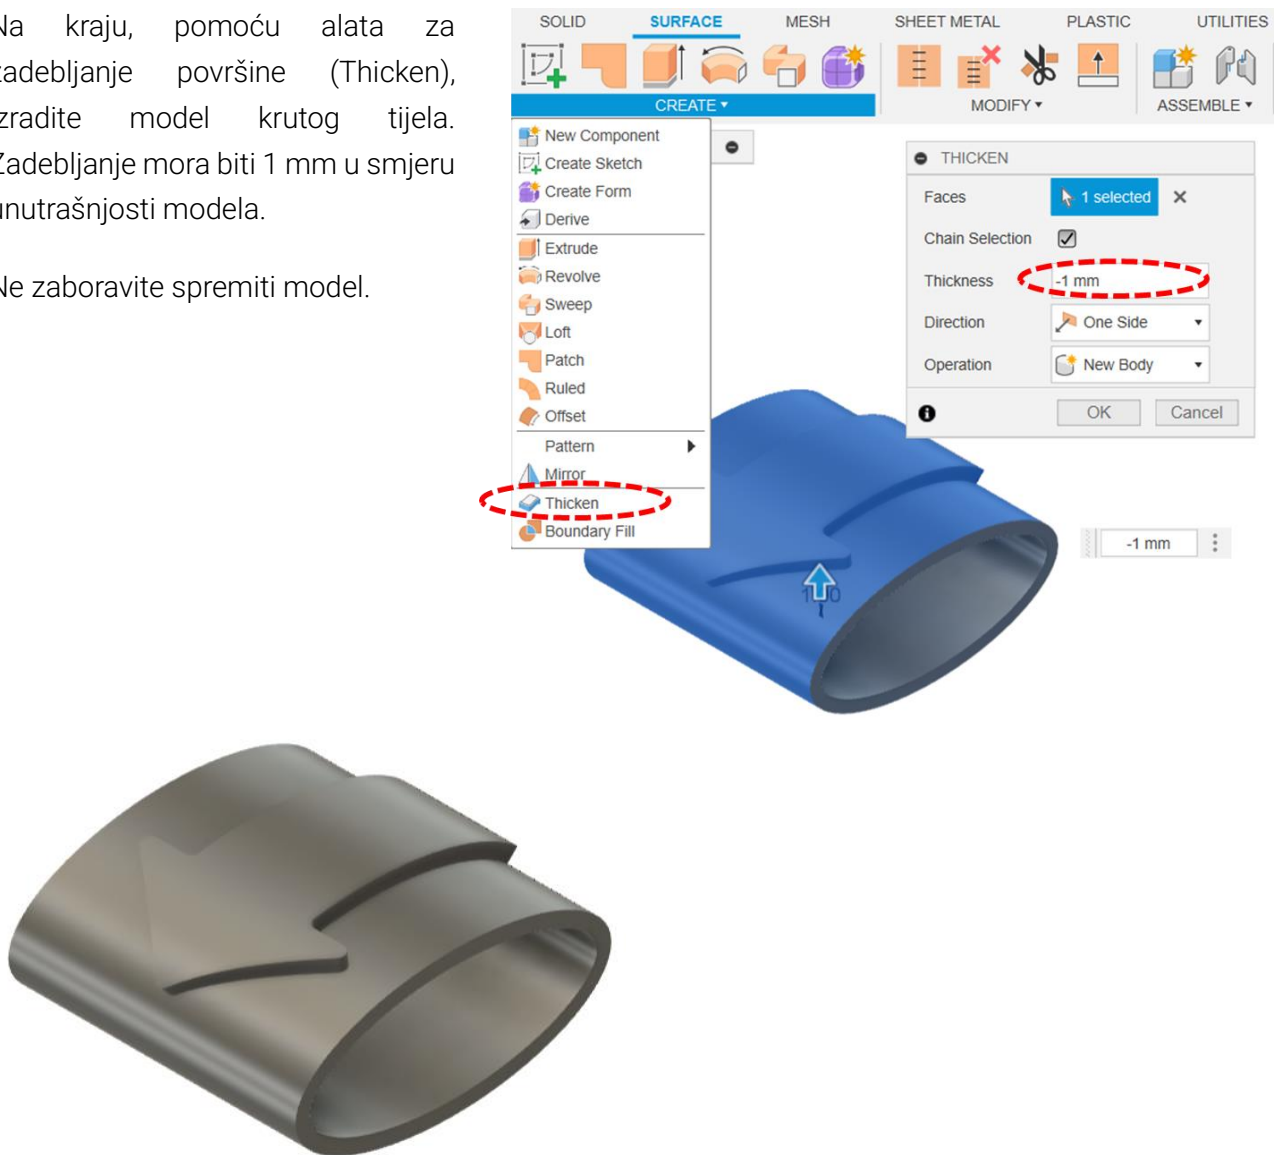 Na kraju, pomoću alata za
zadebljanje površine (Thicken),
izradite model krutog tijela.
Zadebljanje mora biti 1 mm u smjeru
unutrašnjosti modela.
Ne zaboravite spremiti model.
SOLID SURFACE MESH SHEET METAL PLASTIC UTILITIES
CREATE MODIFY ASSEMBLE
New Component
Create Sketch
Create Form
Derive
Extrude
Revolve
Sweep
Loft
Patch
Ruled
Offset
Pattern
Mirror
Thicken
Boundary Fill
THICKEN
Faces 1 selected
Chain Selection
Thickness -1 mm
Direction One Side
Operation New Body
OK Cancel
-1 mm